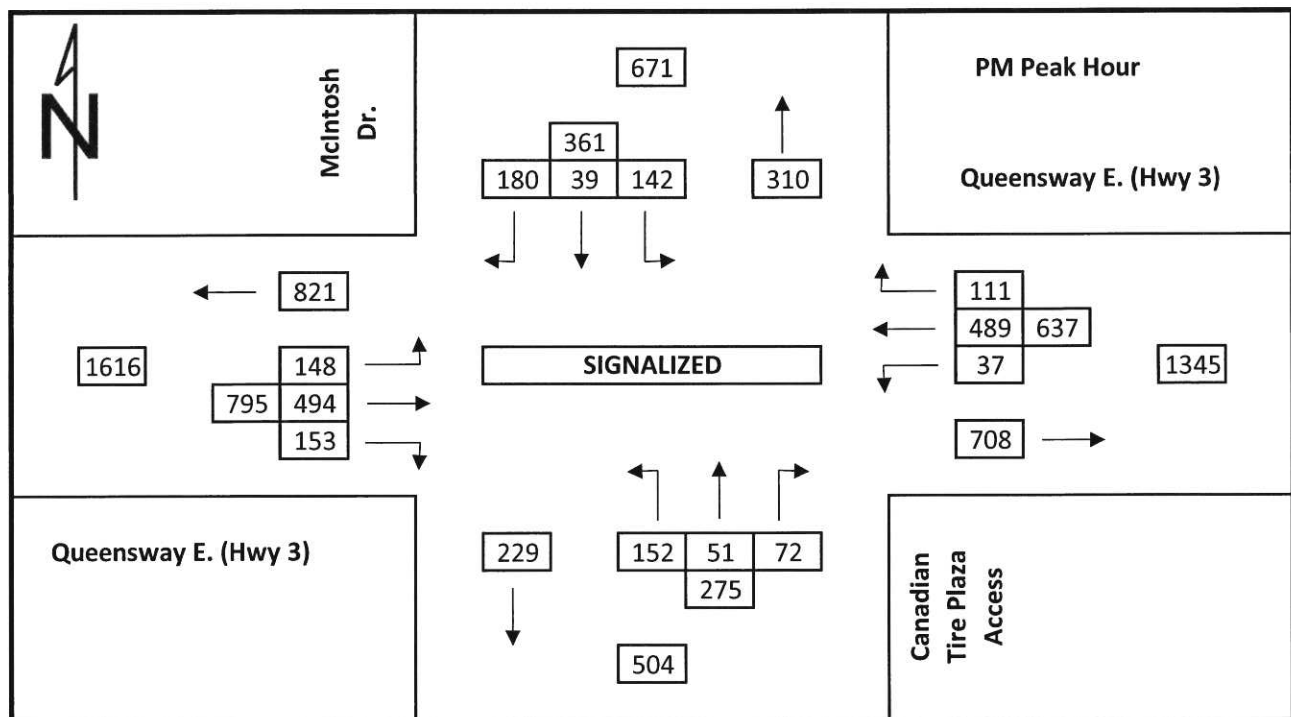 N
McIntosh
Dr.
671
361
180 39 142
310
PM Peak Hour
Queensway E. (Hwy 3)
821
1616
148
795 494
153
SIGNALIZED
111
489 637
37
1345
708
Queensway E. (Hwy 3)
229
152 51 72
275
504
Canadian
Tire Plaza
Access